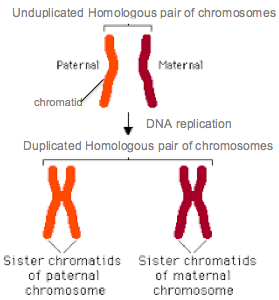 Unduplicated Homologous pair of chromosomes
Paternal
Maternal
chromatid
DNA replication
Duplicated Homologous pair of chromosomes
Sister chromatids
of paternal
chromosome
Sister chromatids
of maternal
chromosome